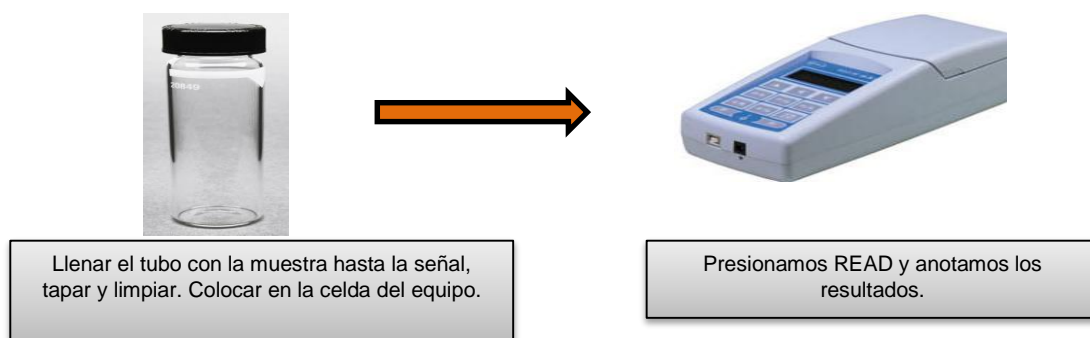 20849
Llenar el tubo con la muestra hasta la señal,
tapar y limpiar. Colocar en la celda del equipo.
Presionamos READ y anotamos los
resultados.